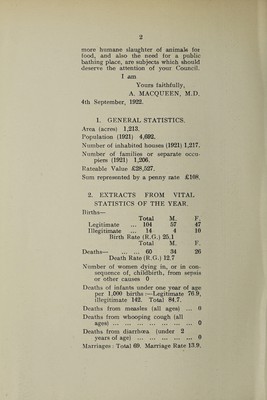 2
more humane slaughter of animals for
food, and also the need for a public
bathing place, are subjects which should
deserve the attention of your Council.
I am
Yours faithfully,
A. MACQUEEN, M.D.
4th September, 1922.
1. GENERAL STATISTICS.
Area (acres) 1,213.
Population (1921) 4,692.
Number of inhabited houses (1921) 1,217.
Number of families or separate occu-
piers (1921) 1,206.
Rateable Value £28,527.
Sum represented by a penny rate £108.
2. EXTRACTS FROM VITAL
STATISTICS OF THE YEAR.
Births—
Total M. F.
Legitimate ... 104 57 47
Illegitimate ... 14 4 10
Birth Rate (R.G.) 25.1
Total M. F.
Deaths— ... ... 60 34 26
Death Rate (R.G.) 12.7
Number of women dying in, or in con-
sequence of, childbirth, from sepsis
or other causes 0
Deaths of infants under one year of age
per 1,000 births :—Legitimate 76.9,
illegitimate 142. Total 84.7.
Deaths from measles (all ages) ... 0
Deaths from whooping cough (all
ages) ... ... ... ... ... ... ... 0
Deaths from diarrhœa (under 2
years of age) ... ... ... ... ... 0
Marriages : Total 69. Marriage Rate 13.9.